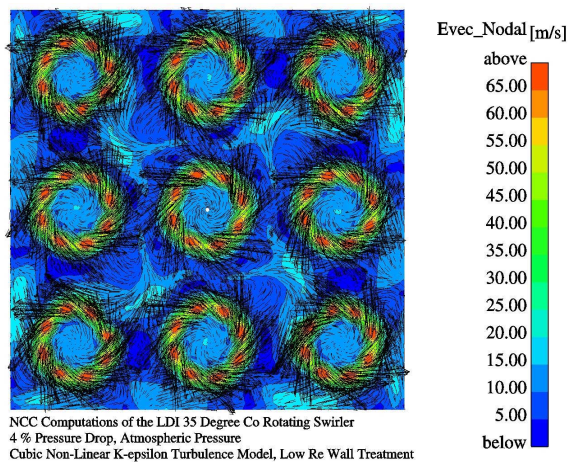 Evec_Nodal [m/s]
above
65.00
60.00
55.00
50.00
45.00
40.00
35.00
30.00
25.00
20.00
15.00
10.00
5.00
below
NCC Computations of the LDI 35 Degree Co Rotating Swirler
4 % Pressure Drop, Atmospheric Pressure
Cubic Non-Linear K-epsilon Turbulence Model, Low Re Wall Treatment